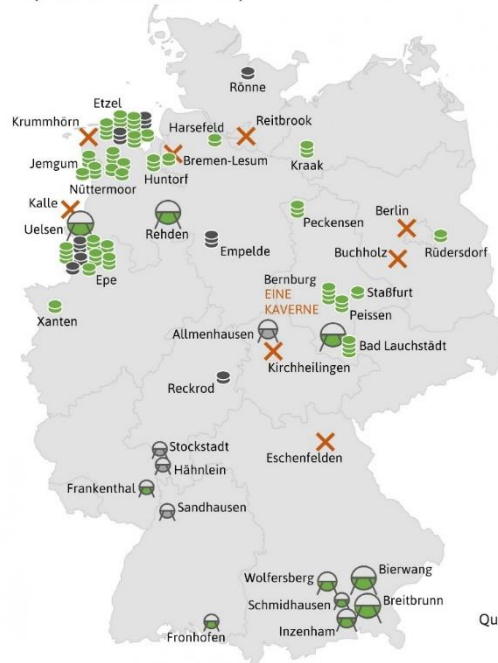 Rönne
Etzel
Krummhörn
Harsefeld
Reitbrook
Bremen-Lesum
Jemgum
Huntorf
Kraak
Nüttermoor
Kalle
Uelsen
Rehden
Peckensen
Berlin
Empelde
Buchholz
Rüdersdorf
Epe
Bernburg
EINE
KAVERNE
Staßfurt
Peissen
Xanten
Allmenhausen
Bad Lauchstädt
Kirchheilingen
Reckrod
Stockstadt
Hähnlein
Eschenfelden
Frankenthal
Sandhausen
Wolfersberg
Bierwang
Schmidhausen
Breitbrunn
Inzenham
Fronhofen
Qu